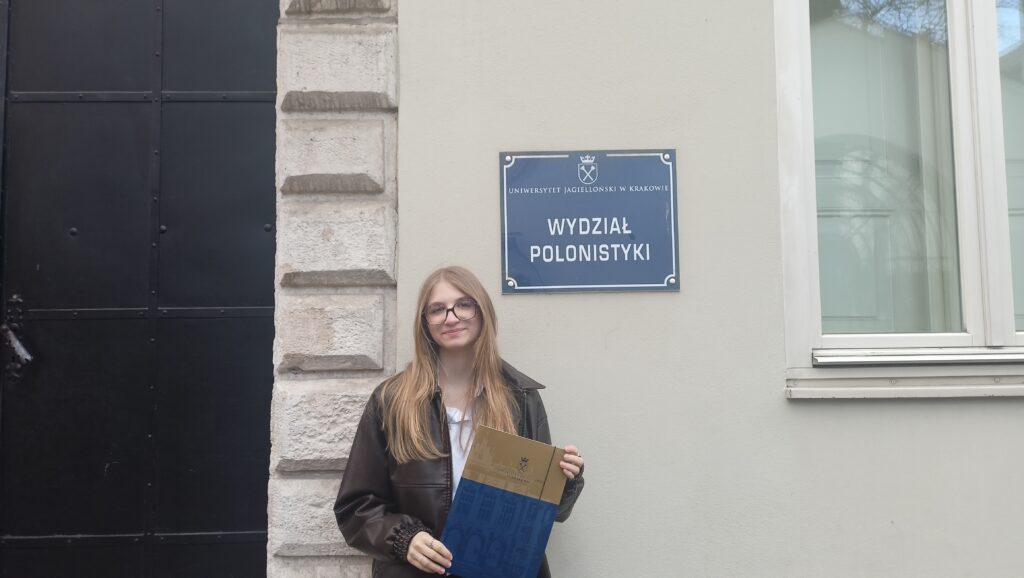 UNIWERSYTET JAGIELLOŃSKI W KRAKOWIE
WYDZIAŁ
POLONISTYKI